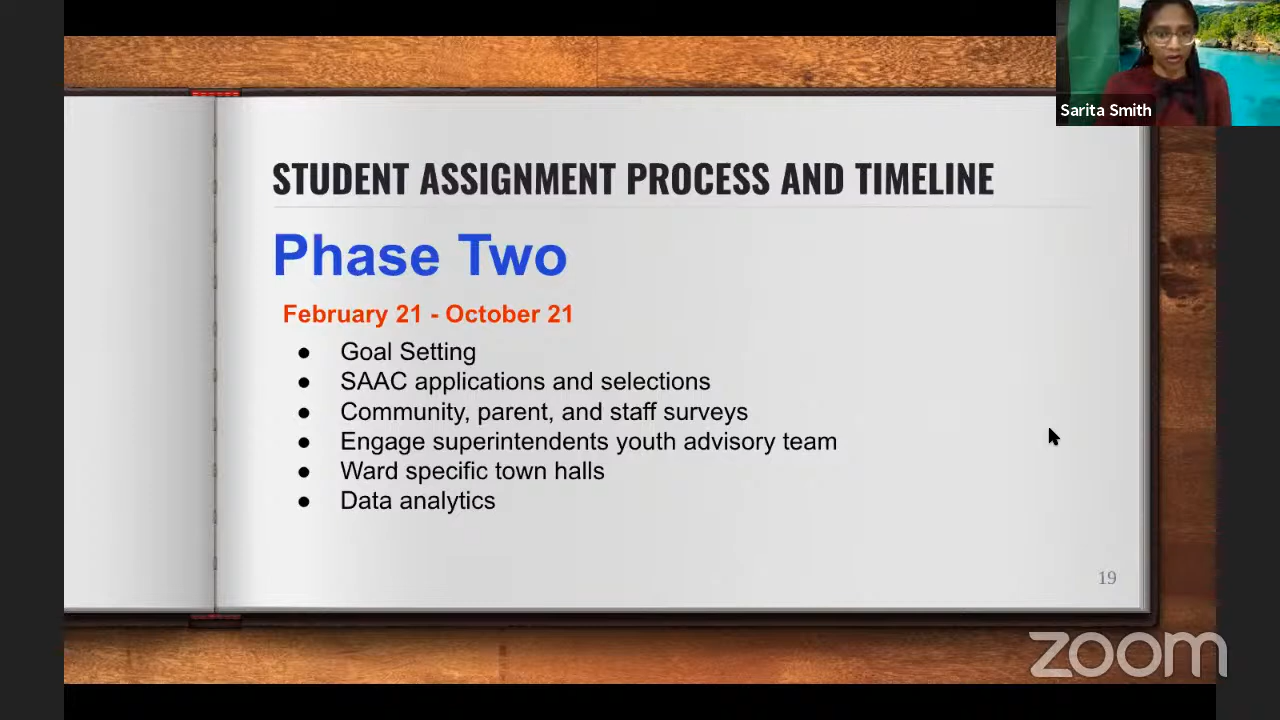 Sarita Smith
STUDENT ASSIGNMENT PROCESS AND TIMELINE
Phase Two
February 21 - October 21
● Goal Setting
● SAAC applications and selections
● Community, parent, and staff surveys
● Engage superintendents youth advisory team
● Ward specific town halls
● Data analytics
19
zoom